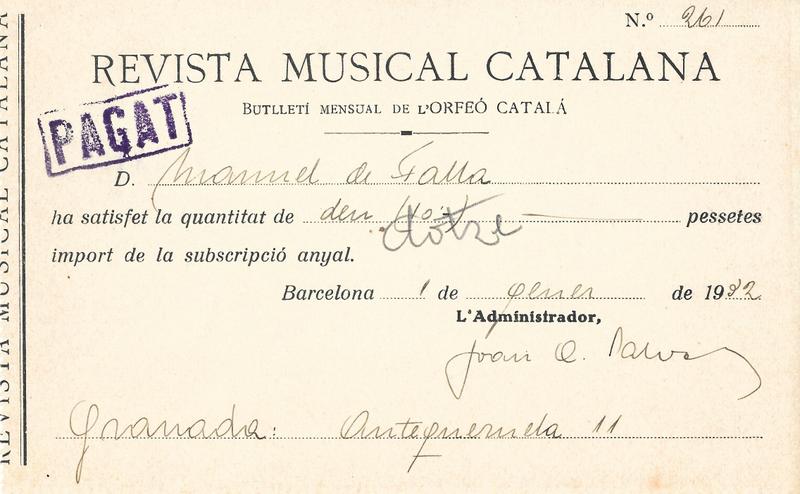 N.º 261
REVISTA MUSICAL CATALANA
BUTLLETÍ MENSUAL DE L'ORFEÓ CATALÁ
PAGAT
D. Manuel de Falla
ha satisfet la quantitat de dotze pessetes
import de la subscripció anyal.
Barcelona 1 de gener de 1932
L'Administrador,
Joan
Granada: Antequeruela 11
REVISTA MUSICAL CATALANA